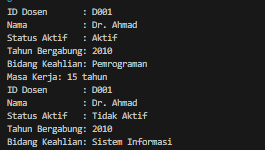 ID Dosen : D001
Nama : Dr. Ahmad
Status Aktif : Aktif
Tahun Bergabung: 2010
Bidang Keahlian: Pemrograman
Masa Kerja: 15 tahun
ID Dosen : D001
Nama : Dr. Ahmad
Status Aktif : Tidak Aktif
Tahun Bergabung: 2010
Bidang Keahlian: Sistem Informasi